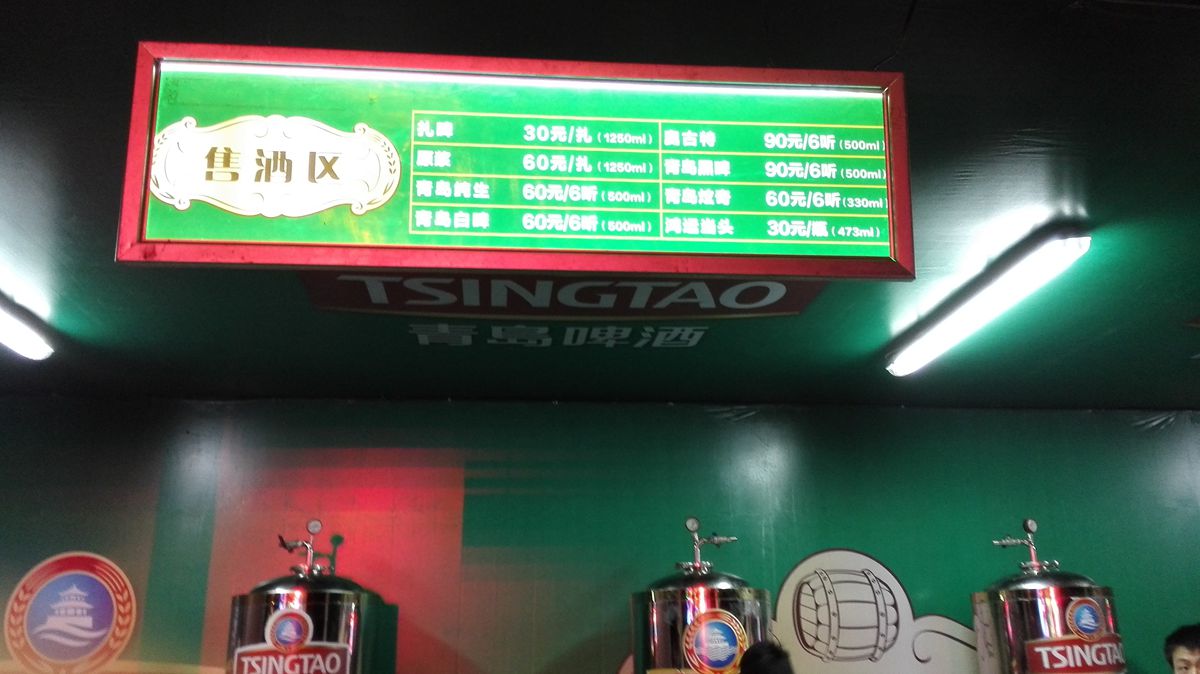 售酒区
扎啤 30元/扎(1250ml)
原浆 60元/扎(1250ml)
青岛纯生 60元/6听(500ml)
青岛白啤 60元/6听(500ml)
奥古特 90元/6听(500ml)
青岛黑啤 90元/6听(500ml)
青岛炫奇 60元/6听(330ml)
鸿运当头 30元/瓶(473ml)
TSINGTAO
青岛啤酒
TSINGTAO
TSINGTAO